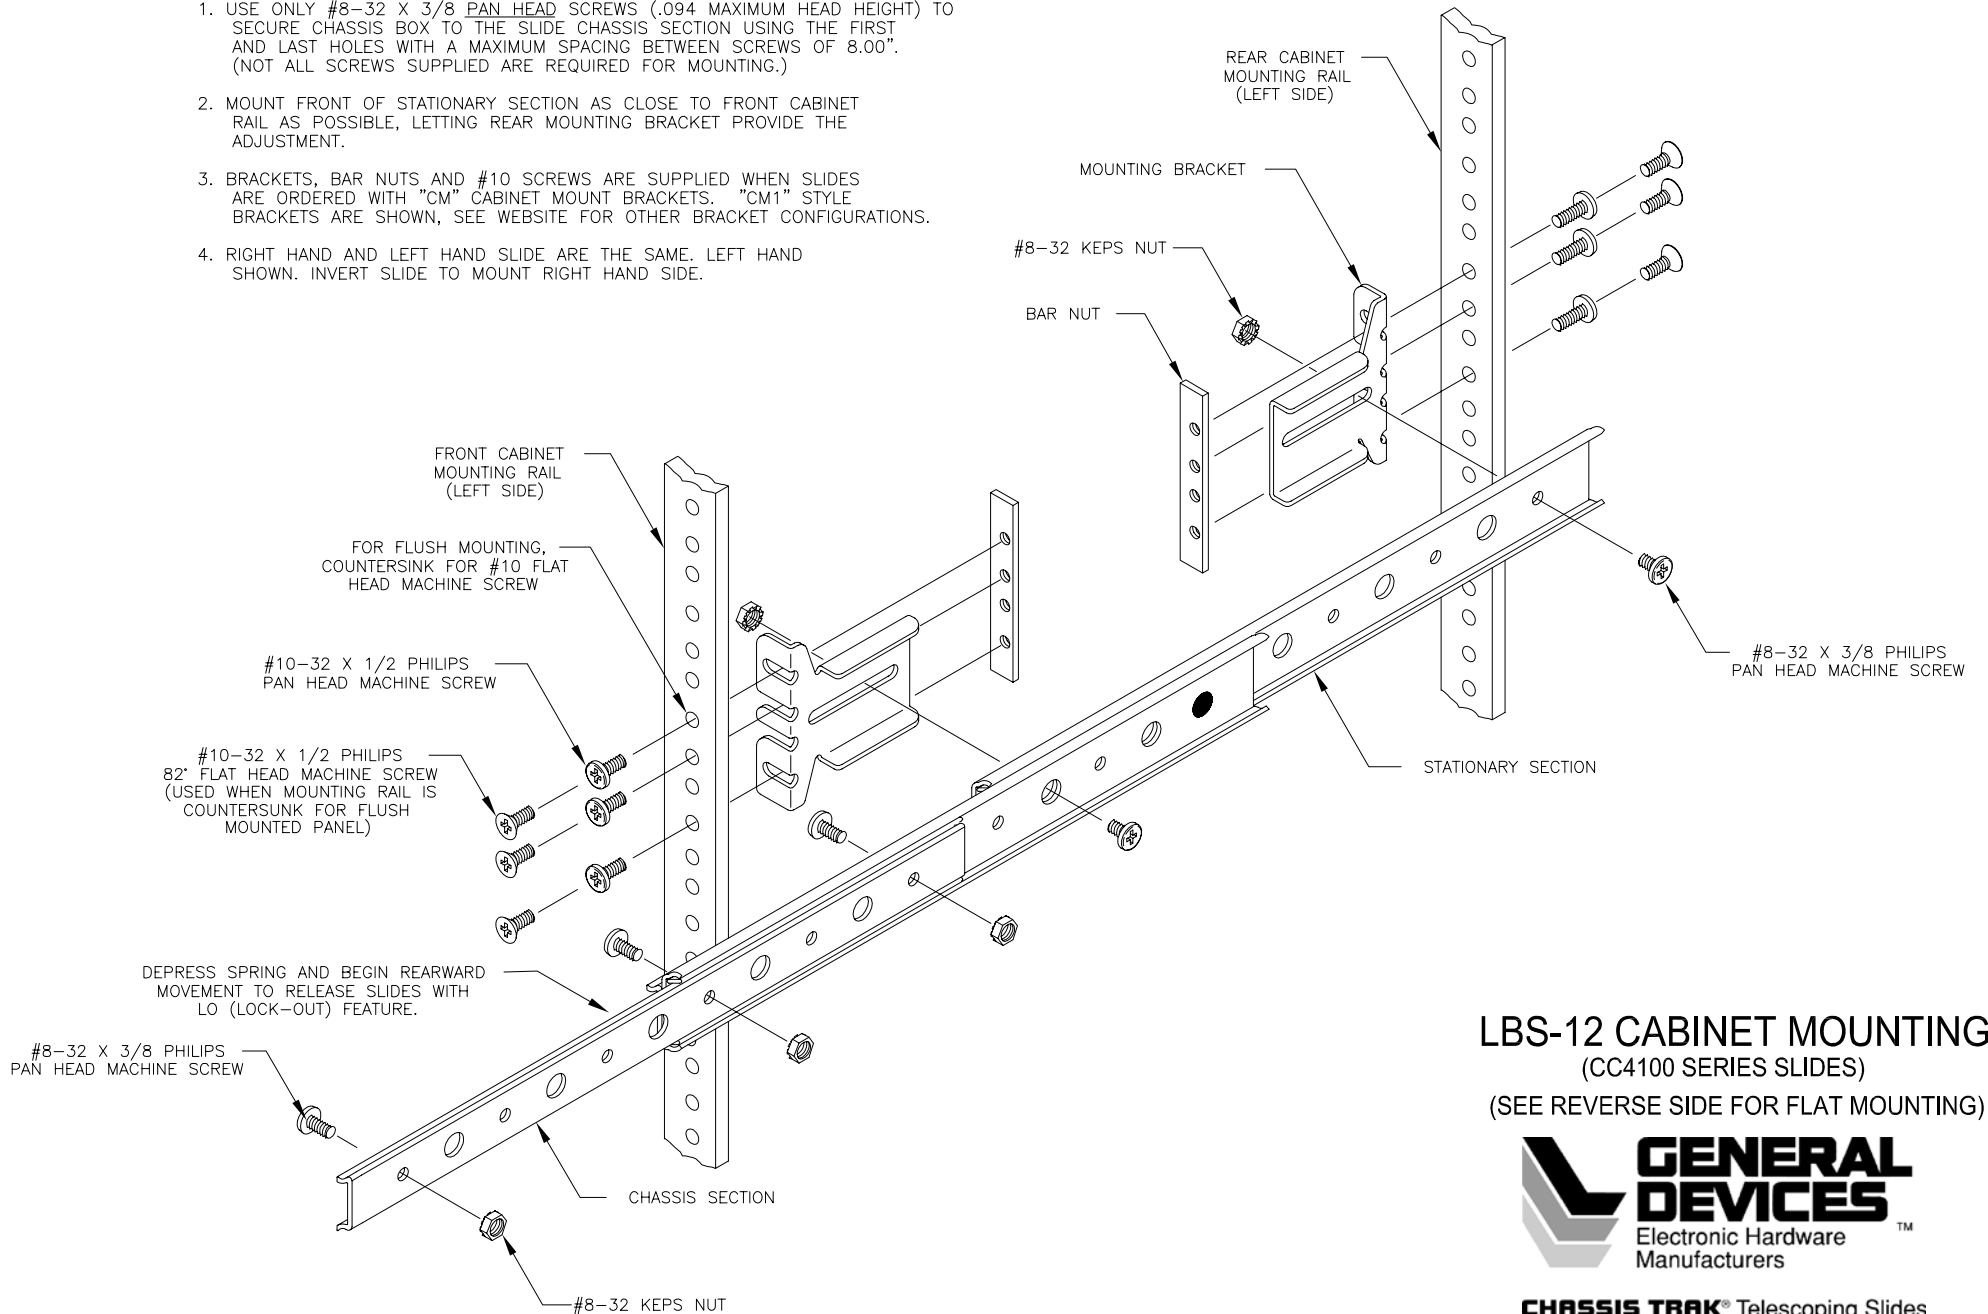 1. USE ONLY #8-32 X 3/8 PAN HEAD SCREWS (.094 MAXIMUM HEAD HEIGHT) TO
SECURE CHASSIS BOX TO THE SLIDE CHASSIS SECTION USING THE FIRST
AND LAST HOLES WITH A MAXIMUM SPACING BETWEEN SCREWS OF 8.00".
(NOT ALL SCREWS SUPPLIED ARE REQUIRED FOR MOUNTING.)
2. MOUNT FRONT OF STATIONARY SECTION AS CLOSE TO FRONT CABINET
RAIL AS POSSIBLE, LETTING REAR MOUNTING BRACKET PROVIDE THE
ADJUSTMENT.
3. BRACKETS, BAR NUTS AND #10 SCREWS ARE SUPPLIED WHEN SLIDES
ARE ORDERED WITH "CM" CABINET MOUNT BRACKETS. "CM1" STYLE
BRACKETS ARE SHOWN, SEE WEBSITE FOR OTHER BRACKET CONFIGURATIONS.
4. RIGHT HAND AND LEFT HAND SLIDE ARE THE SAME. LEFT HAND
SHOWN. INVERT SLIDE TO MOUNT RIGHT HAND SIDE.
REAR CABINET
MOUNTING RAIL
(LEFT SIDE)
MOUNTING BRACKET
#8-32 KEPS NUT
BAR NUT
FRONT CABINET
MOUNTING RAIL
(LEFT SIDE)
FOR FLUSH MOUNTING,
COUNTERSINK FOR #10 FLAT
HEAD MACHINE SCREW
#10-32 X 1/2 PHILIPS
PAN HEAD MACHINE SCREW
#10-32 X 1/2 PHILIPS
82° FLAT HEAD MACHINE SCREW
(USED WHEN MOUNTING RAIL IS
COUNTERSUNK FOR FLUSH
MOUNTED PANEL)
#8-32 X 3/8 PHILIPS
PAN HEAD MACHINE SCREW
STATIONARY SECTION
DEPRESS SPRING AND BEGIN REARWARD
MOVEMENT TO RELEASE SLIDES WITH
LO (LOCK-OUT) FEATURE.
#8-32 X 3/8 PHILIPS
PAN HEAD MACHINE SCREW
CHASSIS SECTION
#8-32 KEPS NUT
LBS-12 CABINET MOUNTING
(CC4100 SERIES SLIDES)
(SEE REVERSE SIDE FOR FLAT MOUNTING)
GENERAL
DEVICES
TM
Electronic Hardware
Manufacturers
CHASSIS TRAK® Telescoping Slides